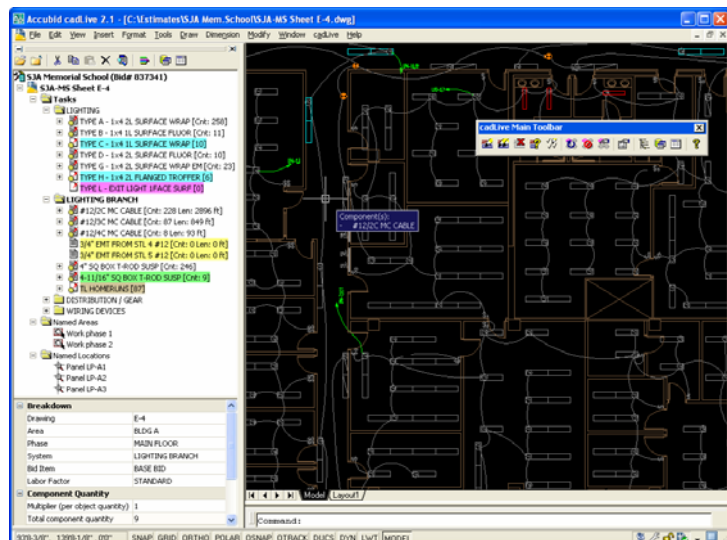 Accubid cadLive 2.1 - [C:\Estimates\SJA Mem.School\SJA-MS Sheet E-4.dwg]
File Edit View Insert Format Tools Draw Dimension Modify Window cadLive Help
SJA Memorial School (Bid# 837341)
SJA-MS Sheet E-4
Tasks
LIGHTING
TYPE A - 1x4 2L SURFACE WRAP [Cnt: 258]
TYPE B - 1x4 1L SURFACE FLUOR [Cnt: 11]
TYPE C - 1x4 1L SURFACE WRAP [10]
TYPE D - 1x4 2L SURFACE FLUOR [Cnt: 10]
TYPE G - 1x4 2L SURFACE WRAP EM [Cnt: 23]
TYPE H - 1x4 2L FLANGED TROFFER [6]
TYPE L - EXIT LIGHT 1FACE SURF [0]
LIGHTING BRANCH
#12/2C MC CABLE [Cnt: 228 Len: 2896 ft]
#12/3C MC CABLE [Cnt: 87 Len: 849 ft]
#12/4C MC CABLE [Cnt: 8 Len: 93 ft]
3/4" EMT FROM STL 4 #12 [Cnt: 0 Len: 0 ft]
3/4" EMT FROM STL 5 #12 [Cnt: 0 Len: 0 ft]
4" SQ BOX T-ROD SUSP [Cnt: 246]
4-11/16" SQ BOX T-ROD SUSP [Cnt: 9]
TL HOMERUNS [87]
DISTRIBUTION / GEAR
WIRING DEVICES
Named Areas
Work phase 1
Work phase 2
Named Locations
Panel LP-A1
Panel LP-A2
Panel LP-A3
Breakdown
Drawing E-4
Area BLDG A
Phase MAIN FLOOR
System LIGHTING BRANCH
Bid Item BASE BID
Labor Factor STANDARD
Component Quantity
Multiplier (per object quantity) 1
Total component quantity 9
cadLive Main Toolbar
Component(s):
- #12/2C MC CABLE
Model Layout1
Command:
SNAP GRID ORTHO POLAR OSNAP OTRACK DUCS DYN LWT MODEL